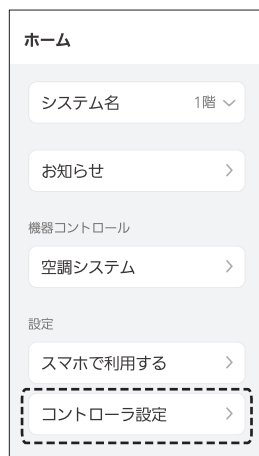 ホーム
システム名 1階
お知らせ
機器コントロール
空調システム
設定
スマホで利用する
コントローラ設定